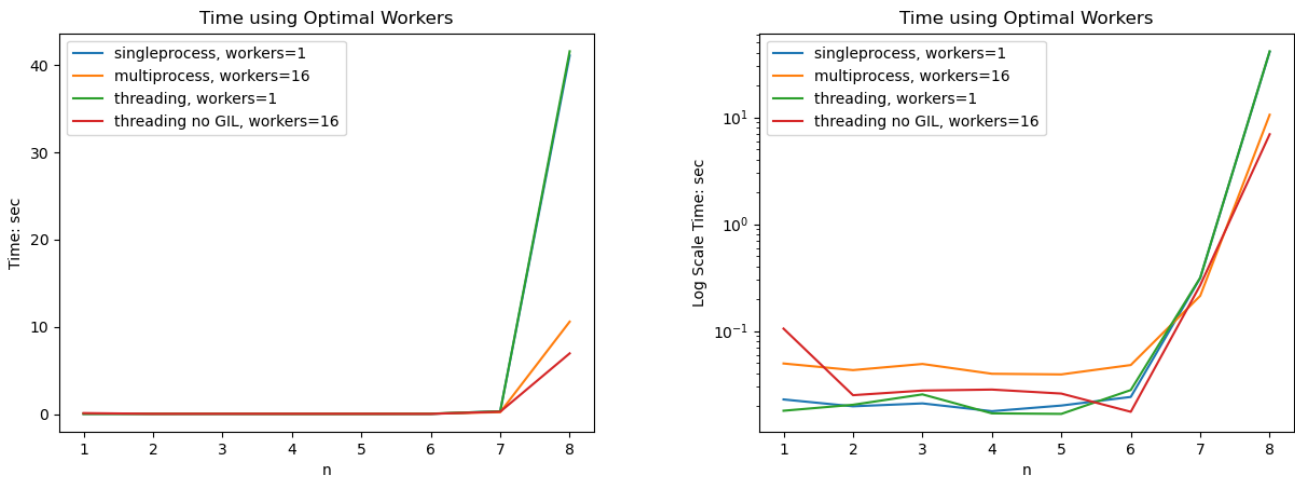 Time using Optimal Workers
singleprocess, workers=1
multiprocess, workers=16
threading, workers=1
threading no GIL, workers=16
Time: sec
40
30
20
10
0
1 2 3 4 5 6 7 8
n
Time using Optimal Workers
singleprocess, workers=1
multiprocess, workers=16
threading, workers=1
threading no GIL, workers=16
Log Scale Time: sec
10¹
10⁰
10⁻¹
1 2 3 4 5 6 7 8
n